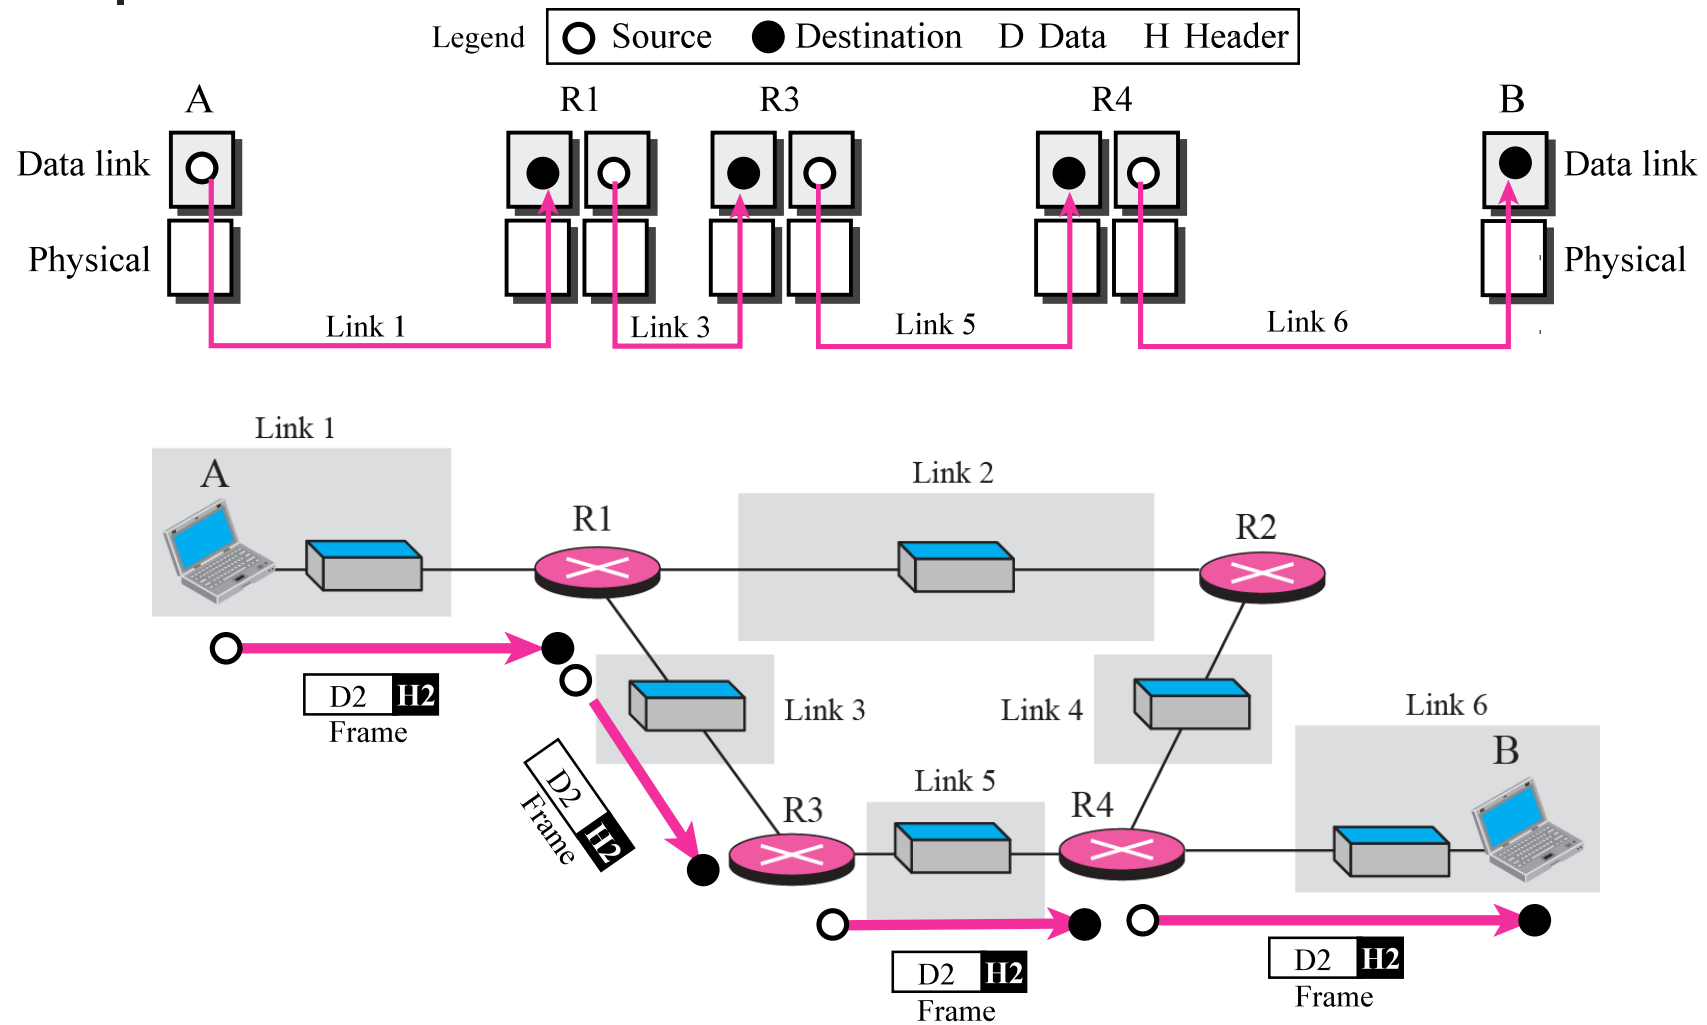 Legend Source Destination D Data H Header
A R1 R3 R4 B
Data link Data link
Physical Physical
Link 1 Link 3 Link 5 Link 6
Link 1
A
Link 2
R1 R2
D2 H2
Frame
Link 3
Link 4
Link 6
B
D2 H2
Frame
Link 5
R3 R4
D2 H2
Frame
D2 H2
Frame